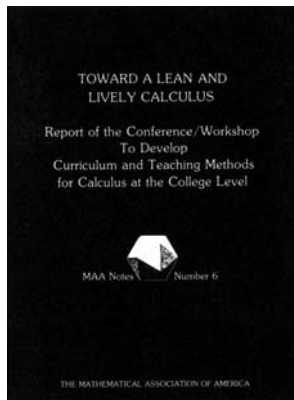 TOWARD A LEAN AND
LIVELY CALCULUS
Report of the Conference/Workshop
To Develop
Curriculum and Teaching Methods
for Calculus at the College Level
MAA Notes Number 6
THE MATHEMATICAL ASSOCIATION OF AMERICA